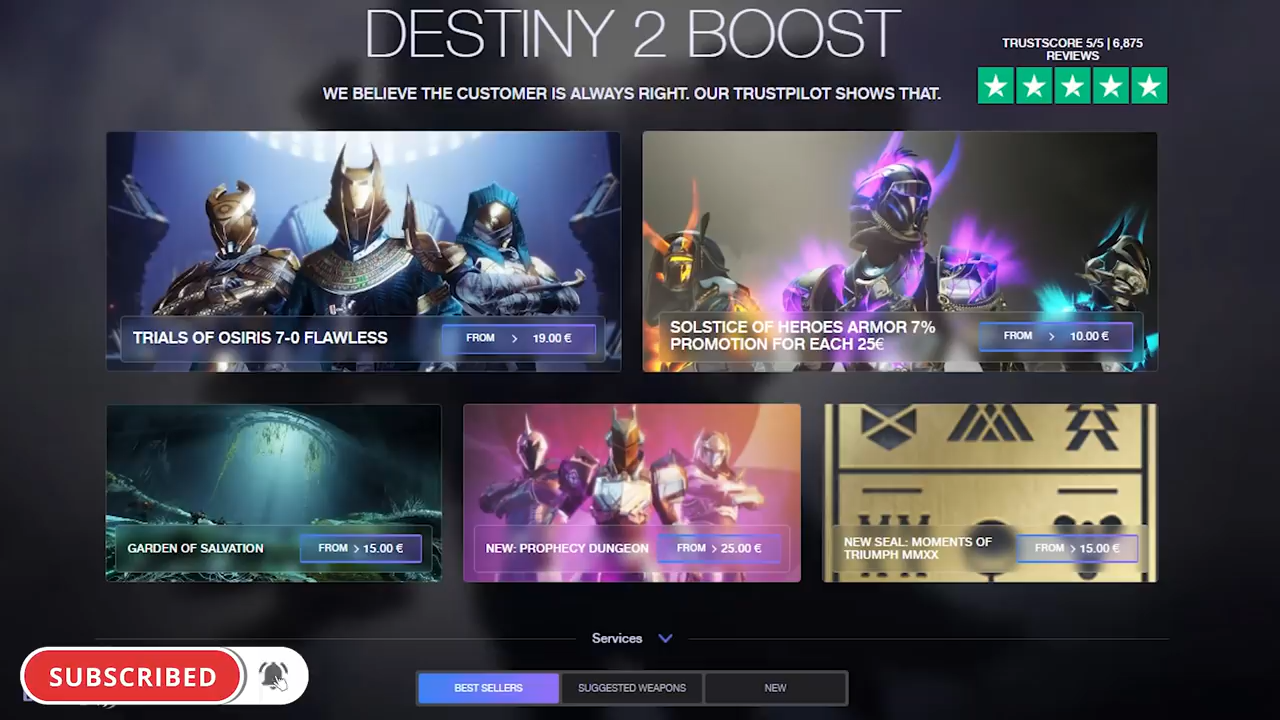 DESTINY 2 BOOST
TRUSTSCORE 5/5 | 6,875
REVIEWS
WE BELIEVE THE CUSTOMER IS ALWAYS RIGHT. OUR TRUSTPILOT SHOWS THAT.
TRIALS OF OSIRIS 7-0 FLAWLESS
FROM > 19.00 €
SOLSTICE OF HEROES ARMOR 7%
PROMOTION FOR EACH 25€
FROM > 10.00 €
GARDEN OF SALVATION
FROM > 15.00 €
NEW: PROPHECY DUNGEON
FROM > 25.00 €
NEW SEAL: MOMENTS OF
TRIUMPH MMXX
FROM > 15.00 €
Services
SUBSCRIBED
BEST SELLERS
SUGGESTED WEAPONS
NEW